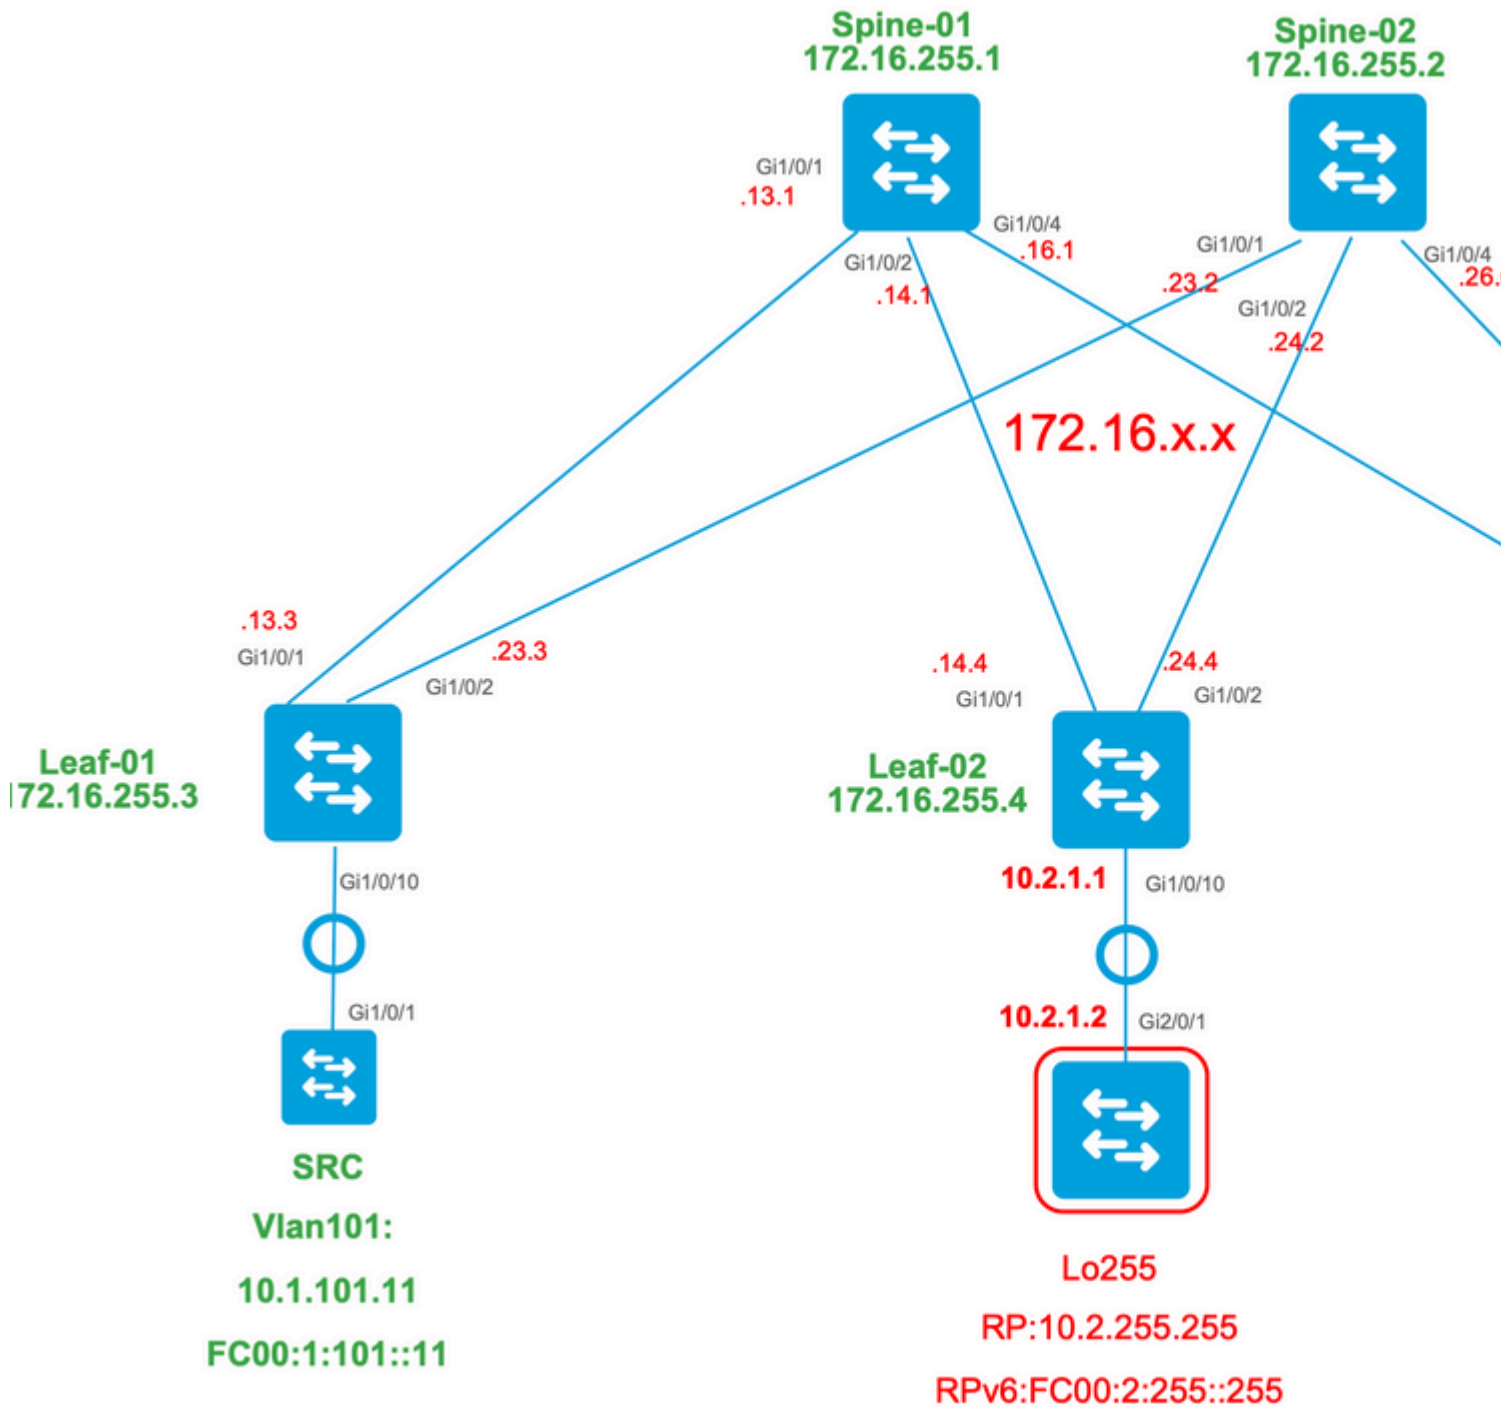 Spine-01
172.16.255.1
Spine-02
172.16.255.2
Gi1/0/1
.13.1
Gi1/0/4
.16.1
Gi1/0/2
.14.1
Gi1/0/1
.23.2
Gi1/0/4
.26.
Gi1/0/2
.24.2
172.16.x.x
.13.3
Gi1/0/1
.23.3
Gi1/0/2
.14.4
Gi1/0/1
.24.4
Gi1/0/2
Leaf-01
172.16.255.3
Leaf-02
172.16.255.4
Gi1/0/10
10.2.1.1
Gi1/0/10
Gi1/0/1
10.2.1.2
Gi2/0/1
SRC
Vlan101:
10.1.101.11
FC00:1:101::11
Lo255
RP:10.2.255.255
RPv6:FC00:2:255::255